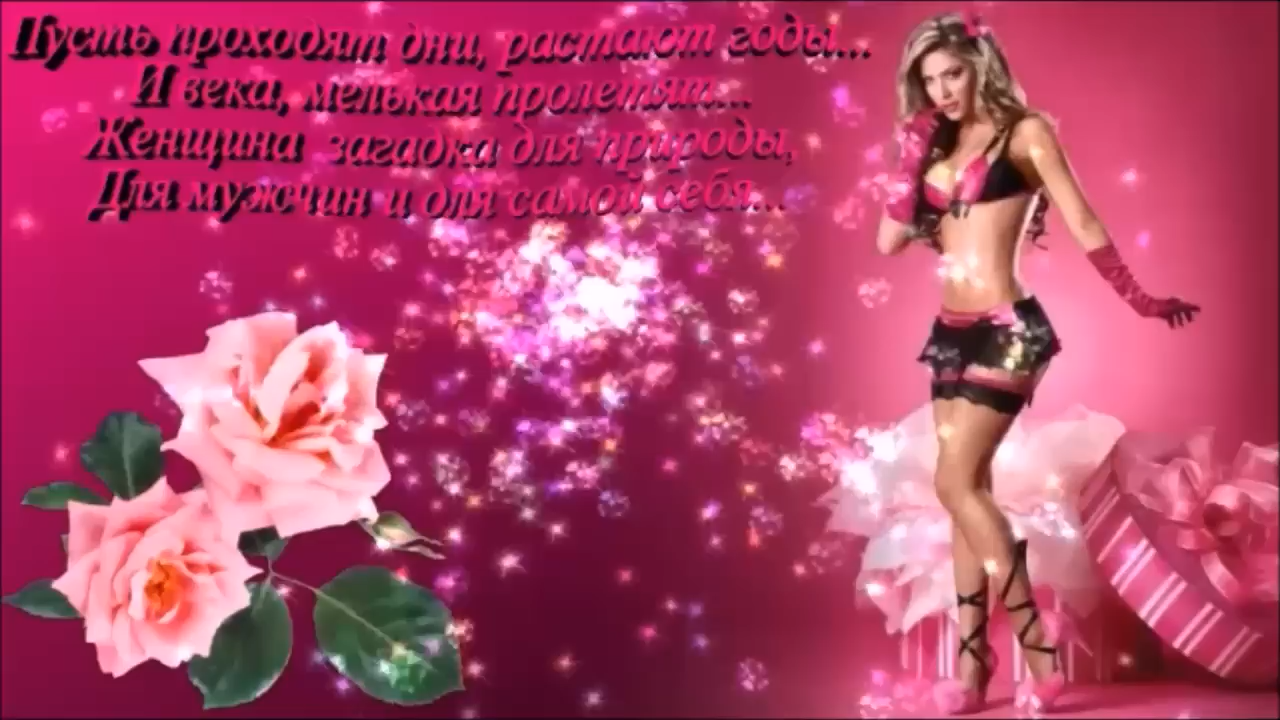 Пусть проходят дни, растают годы...
И века, мелькая пролетят...
Женщина загадка для природы,
Для мужчин и для самой себя...